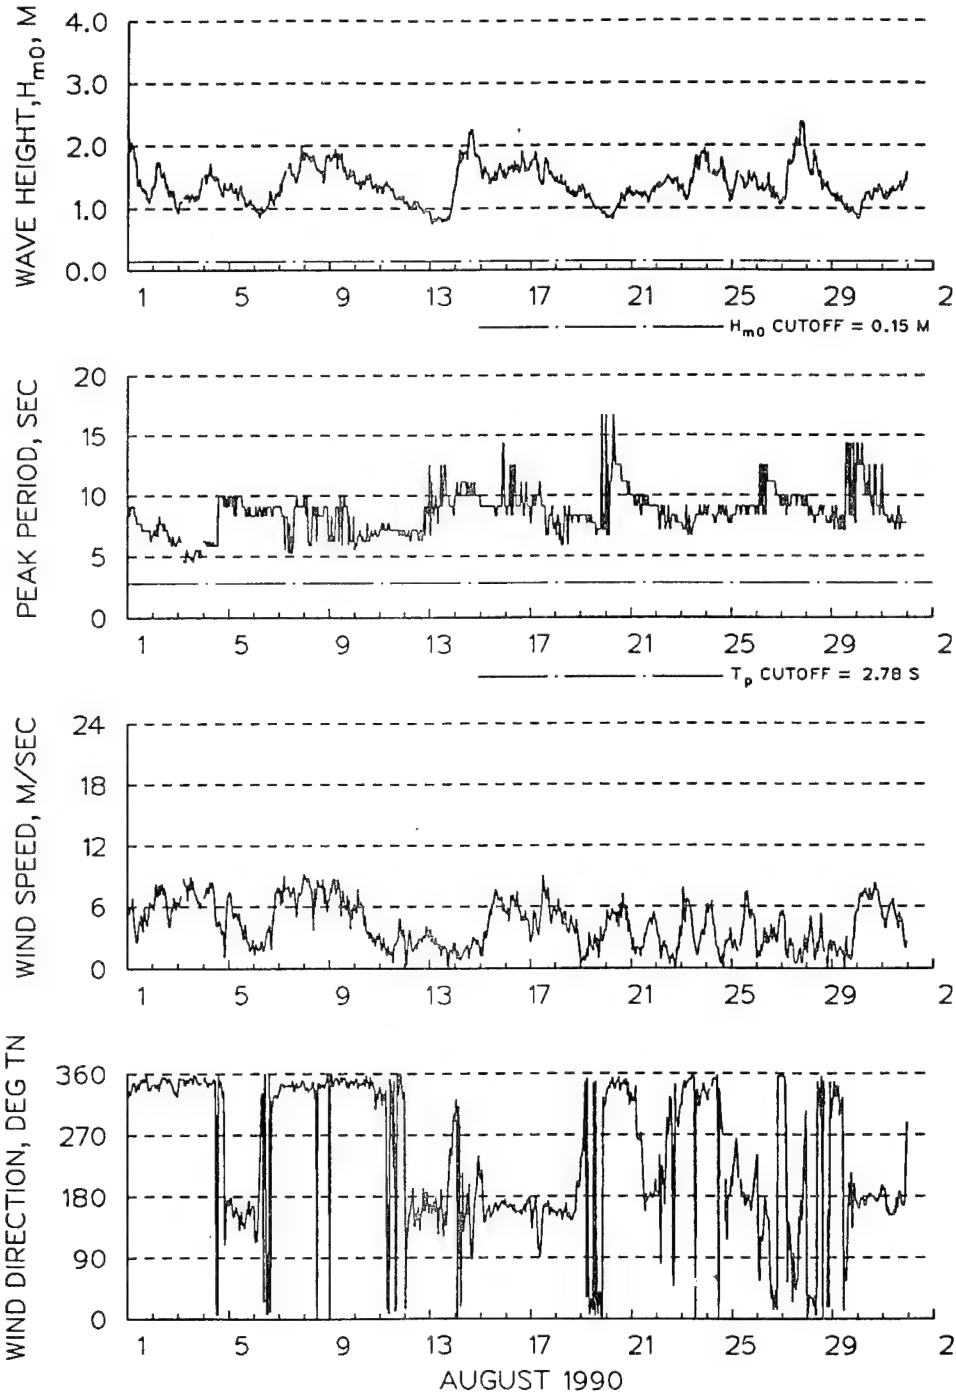 WAVE HEIGHT, Hm0, M
4.0
3.0
2.0
1.0
0.0
1 5 9 13 17 21 25 29 2
Hm0 CUTOFF = 0.15 M
PEAK PERIOD, SEC
20
15
10
5
0
1 5 9 13 17 21 25 29 2
Tp CUTOFF = 2.78 S
WIND SPEED, M/SEC
24
18
12
6
0
1 5 9 13 17 21 25 29 2
WIND DIRECTION, DEG TN
360
270
180
90
0
1 5 9 13 17 21 25 29 2
AUGUST 1990